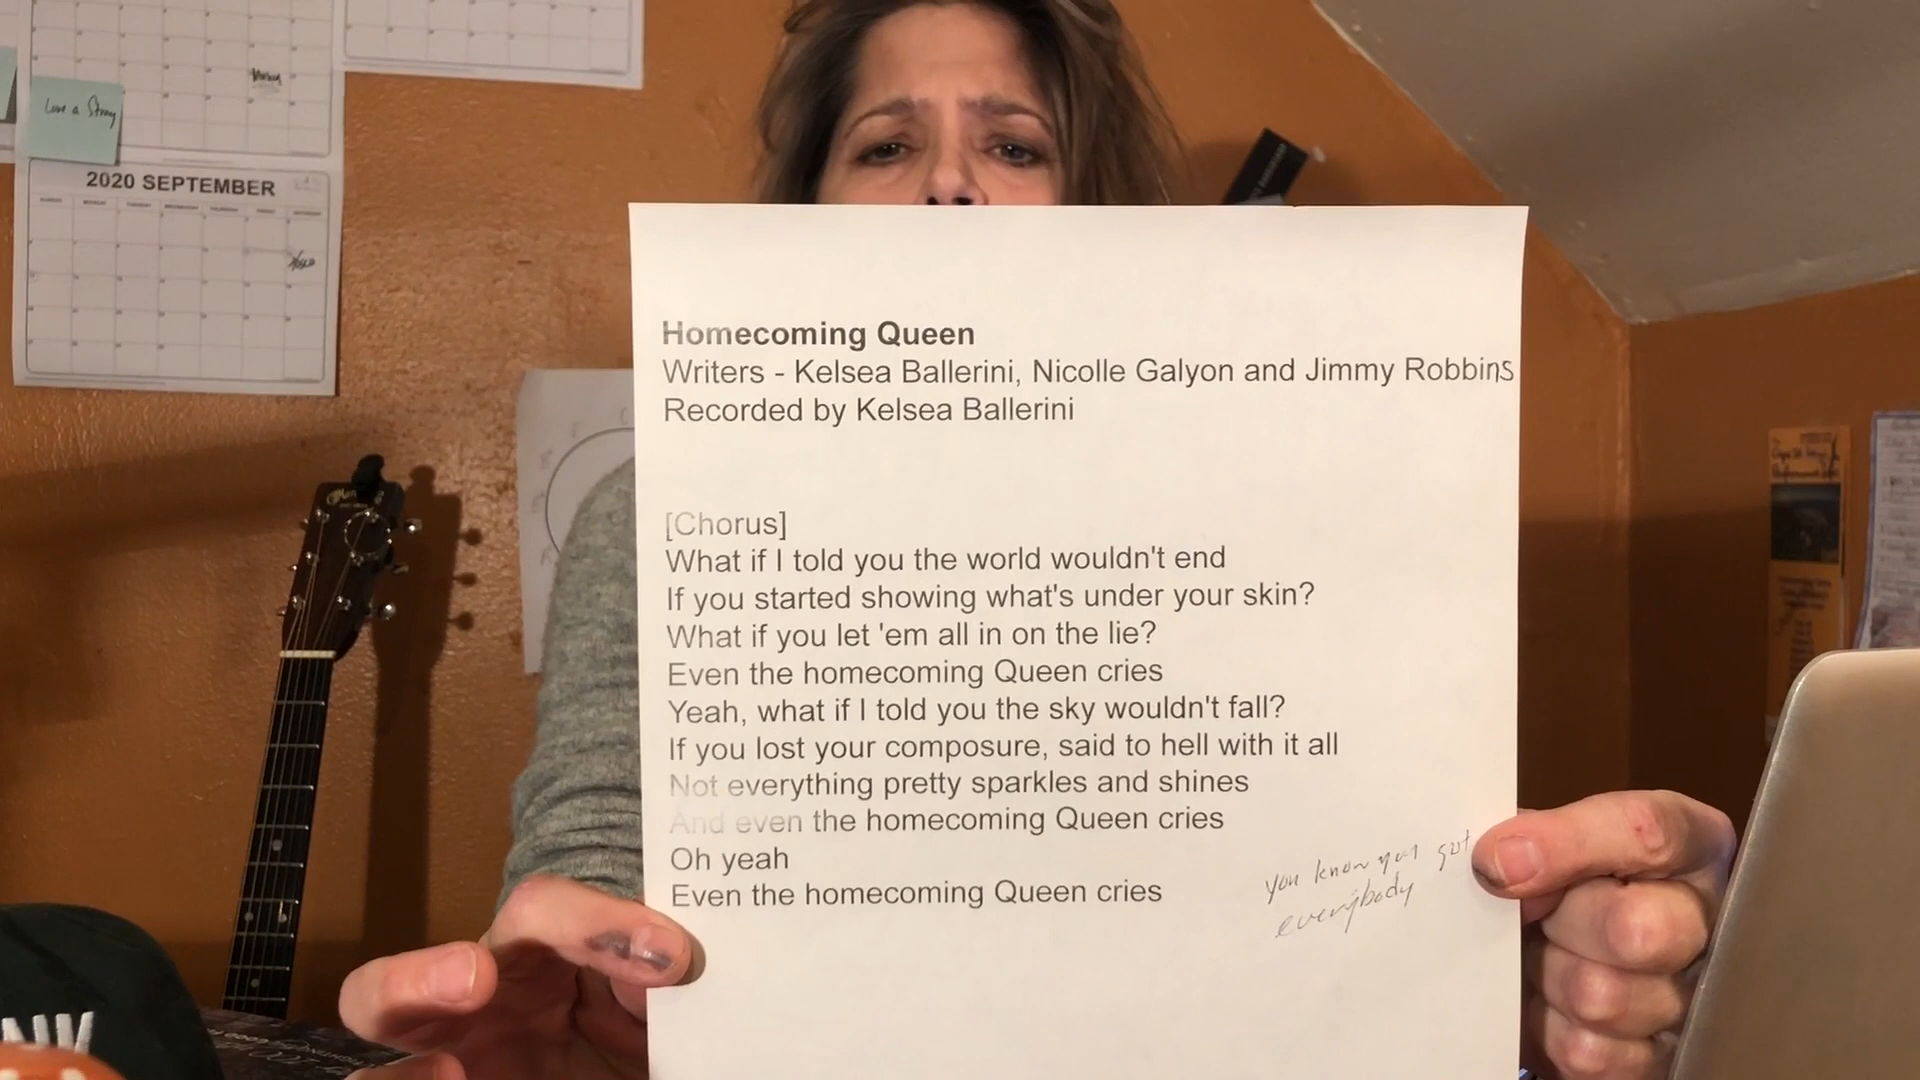 Love a Story
2020 SEPTEMBER
Homecoming Queen
Writers - Kelsea Ballerini, Nicolle Galyon and Jimmy Robbins
Recorded by Kelsea Ballerini
[Chorus]
What if I told you the world wouldn't end
If you started showing what's under your skin?
What if you let 'em all in on the lie?
Even the homecoming Queen cries
Yeah, what if I told you the sky wouldn't fall?
If you lost your composure, said to hell with it all
Not everything pretty sparkles and shines
And even the homecoming Queen cries
Oh yeah
Even the homecoming Queen cries
you know you got
everybody